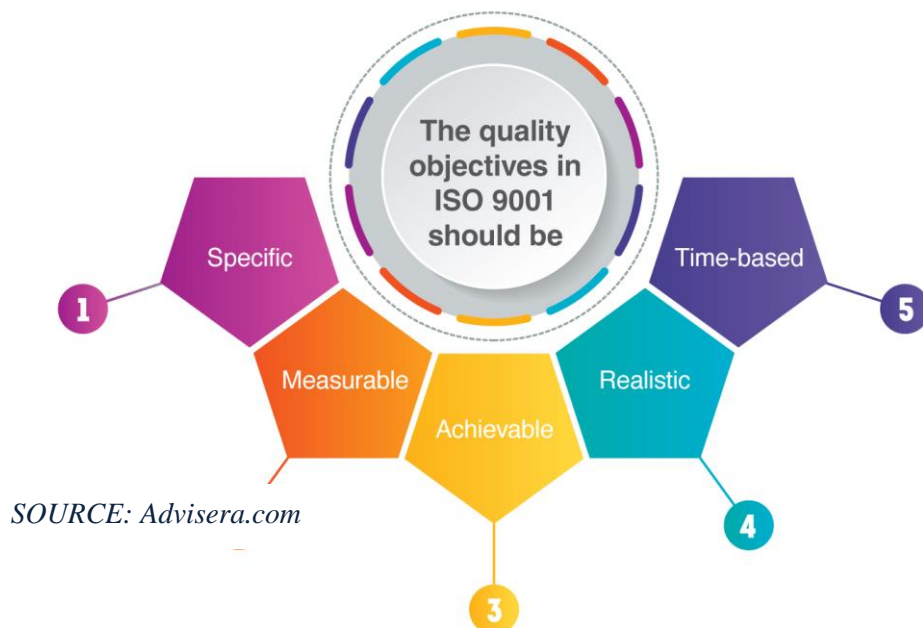 The quality
objectives in
ISO 9001
should be
Specific
1
Measurable
Achievable
3
Realistic
4
Time-based
5
SOURCE: Advisera.com